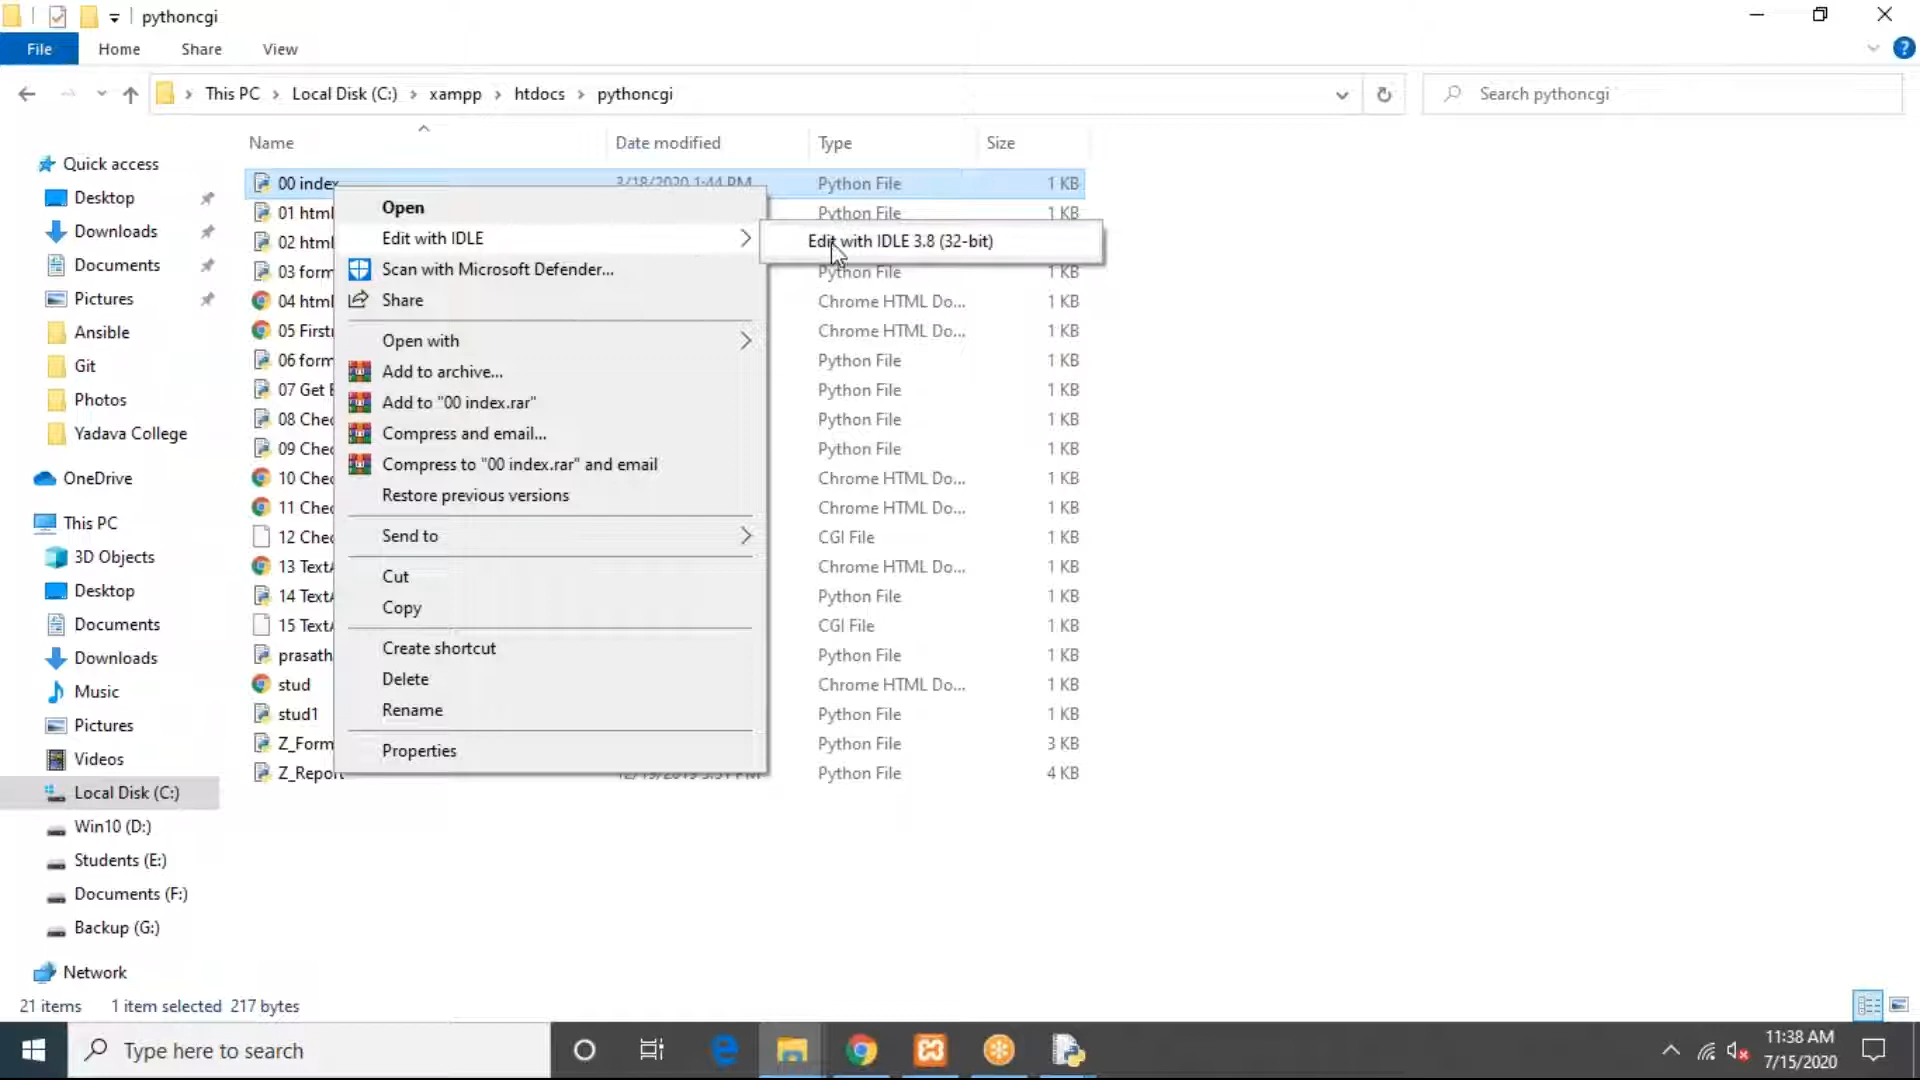 pythoncgi
File Home Share View
This PC Local Disk (C:) xampp htdocs pythoncgi
Search pythoncgi
Name Date modified Type Size
Quick access
Desktop
Downloads
Documents
Pictures
Ansible
Git
Photos
Yadava College
OneDrive
This PC
3D Objects
Desktop
Documents
Downloads
Music
Pictures
Videos
Local Disk (C:)
Win10 (D:)
Students (E:)
Documents (F:)
Backup (G:)
Network
00 index 3/18/2020 1:44 PM Python File 1 KB
01 html Python File
02 html
03 form Python File 1 KB
04 html Chrome HTML Do... 1 KB
05 First Chrome HTML Do... 1 KB
06 form Python File 1 KB
07 Get Python File 1 KB
08 Chec Python File 1 KB
09 Chec Python File 1 KB
10 Chec Chrome HTML Do... 1 KB
11 Chec Chrome HTML Do... 1 KB
12 Chec CGI File 1 KB
13 Text Chrome HTML Do... 1 KB
14 Text Python File 1 KB
15 Text CGI File 1 KB
prasath Python File 1 KB
stud Chrome HTML Do... 1 KB
stud1 Python File 1 KB
Z_Form Python File 3 KB
Z_Report Python File 4 KB
Open
Edit with IDLE
Scan with Microsoft Defender...
Share
Open with
Add to archive...
Add to "00 index.rar"
Compress and email...
Compress to "00 index.rar" and email
Restore previous versions
Send to
Cut
Copy
Create shortcut
Delete
Rename
Properties
Edit with IDLE 3.8 (32-bit)
21 items 1 item selected 217 bytes
Type here to search
11:38 AM
7/15/2020